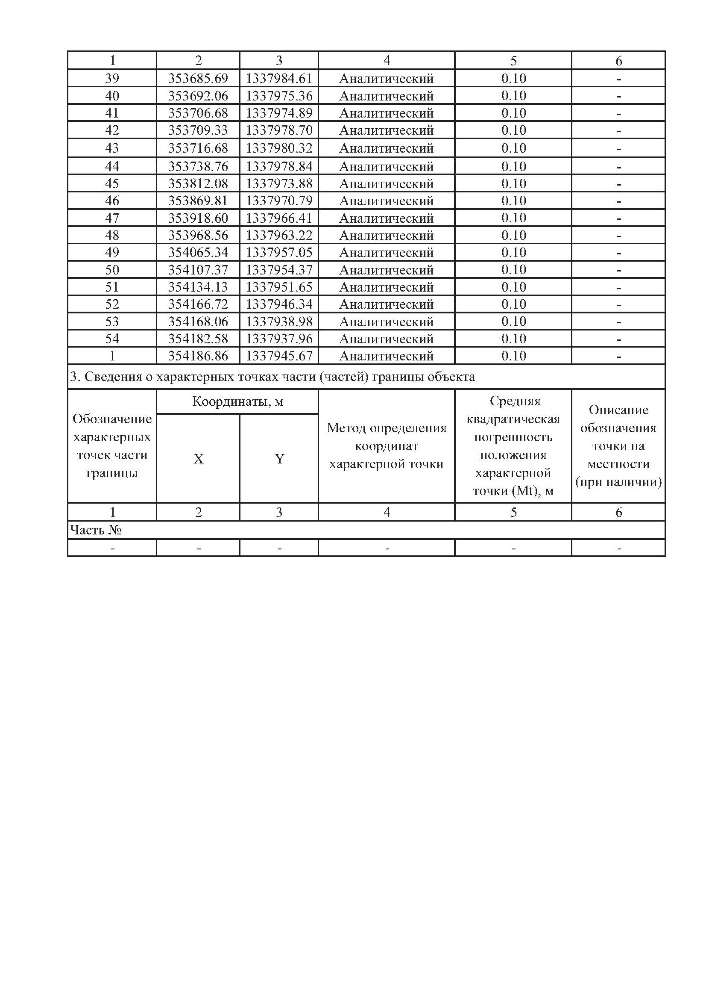 1 2 3 4 5 6
39 353685.69 1337984.61 Аналитический 0.10 -
40 353692.06 1337975.36 Аналитический 0.10 -
41 353706.68 1337974.89 Аналитический 0.10 -
42 353709.33 1337978.70 Аналитический 0.10 -
43 353716.68 1337980.32 Аналитический 0.10 -
44 353738.76 1337978.84 Аналитический 0.10 -
45 353812.08 1337973.88 Аналитический 0.10 -
46 353869.81 1337970.79 Аналитический 0.10 -
47 353918.60 1337966.41 Аналитический 0.10 -
48 353968.56 1337963.22 Аналитический 0.10 -
49 354065.34 1337957.05 Аналитический 0.10 -
50 354107.37 1337954.37 Аналитический 0.10 -
51 354134.13 1337951.65 Аналитический 0.10 -
52 354166.72 1337946.34 Аналитический 0.10 -
53 354168.06 1337938.98 Аналитический 0.10 -
54 354182.58 1337937.96 Аналитический 0.10 -
1 354186.86 1337945.67 Аналитический 0.10 -
3. Сведения о характерных точках части (частей) границы объекта
Обозначение
характерных
точек части
границы
Координаты, м
X Y
Метод определения
координат
характерной точки
Средняя
квадратическая
погрешность
положения
характерной
точки (Mt), м
Описание
обозначения
точки на
местности
(при наличии)
1 2 3 4 5 6
Часть №
- - - - - -